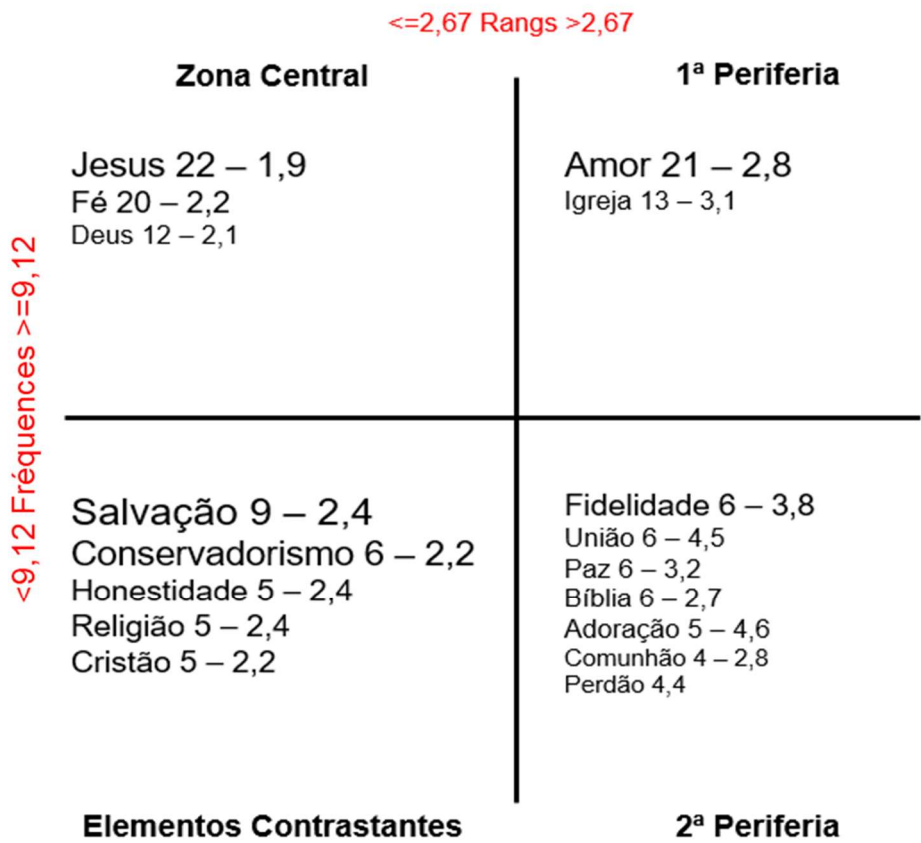 <=2,67 Rangs >2,67
Zona Central
1ª Periferia
Jesus 22 – 1,9
Fé 20 – 2,2
Deus 12 – 2,1
Amor 21 – 2,8
Igreja 13 – 3,1
<9,12 Fréquences >=9,12
Salvação 9 – 2,4
Conservadorismo 6 – 2,2
Honestidade 5 – 2,4
Religião 5 – 2,4
Cristão 5 – 2,2
Fidelidade 6 – 3,8
União 6 – 4,5
Paz 6 – 3,2
Bíblia 6 – 2,7
Adoração 5 – 4,6
Comunhão 4 – 2,8
Perdão 4,4
Elementos Contrastantes
2ª Periferia